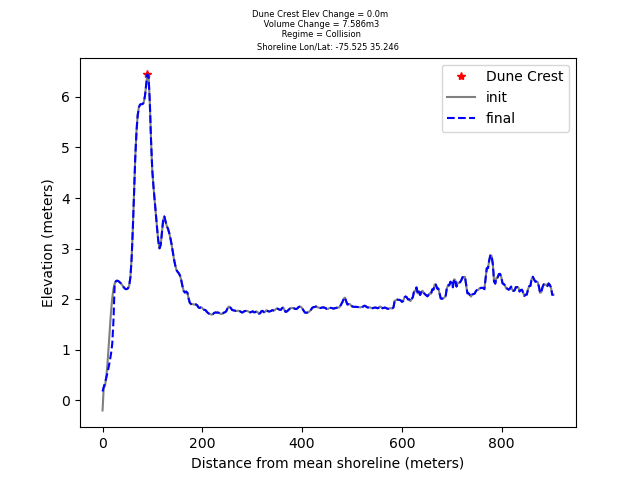 Dune Crest Elev Change = 0.0m
Volume Change = 7.586m3
Regime = Collision
Shoreline Lon/Lat: -75.525 35.246
Dune Crest
init
final
Elevation (meters)
6
5
4
3
2
1
0
0 200 400 600 800
Distance from mean shoreline (meters)